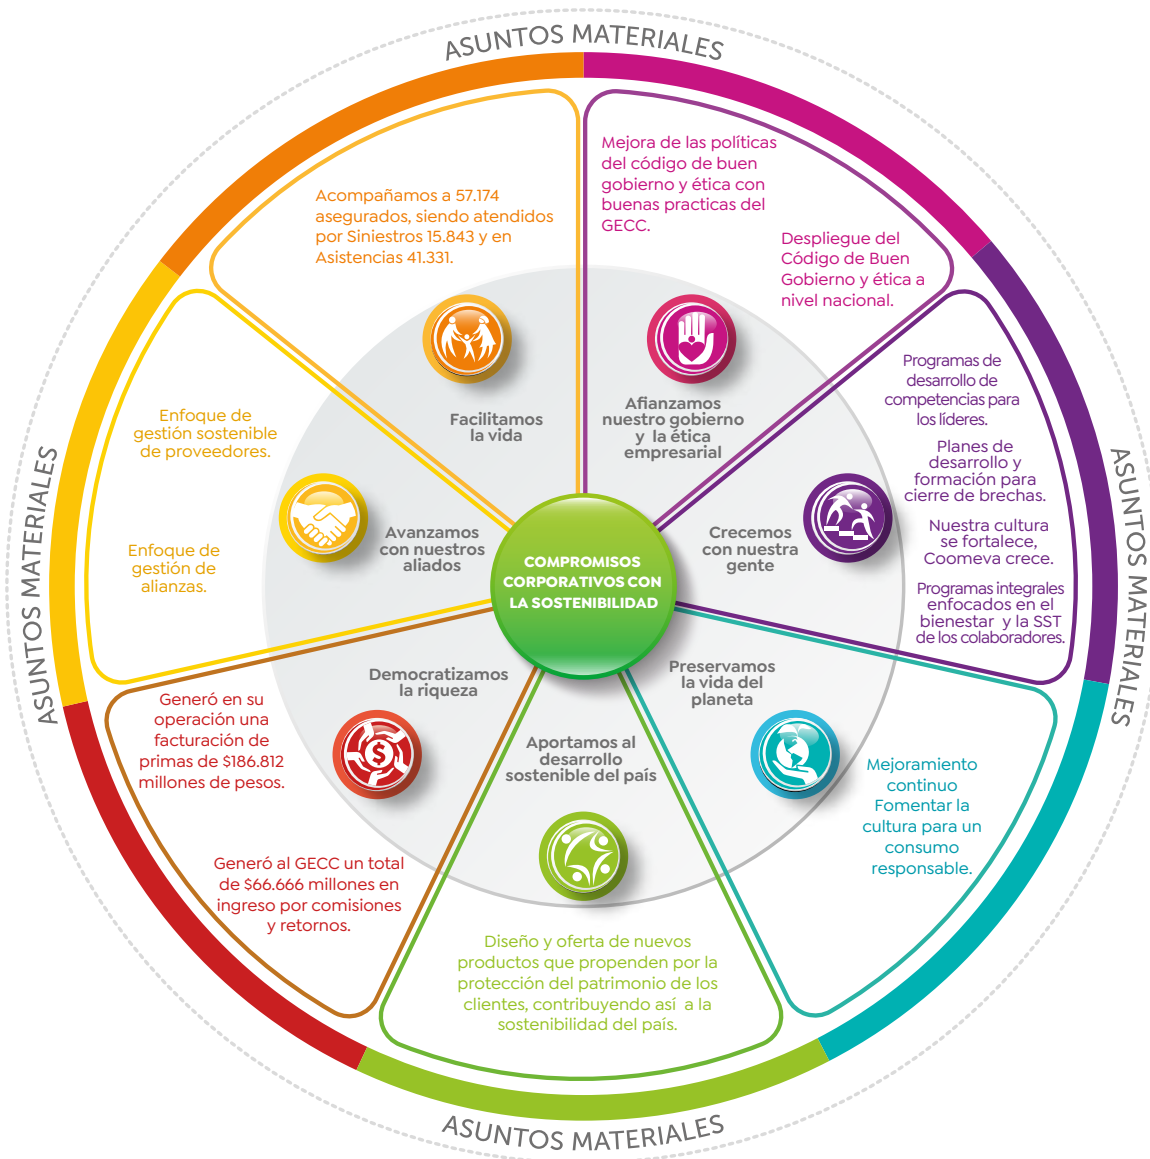 ASUNTOS MATERIALES
Mejora de las políticas
del código de buen
gobierno y ética con
buenas practicas del
GECC.
Despliegue del
Código de Buen
Gobierno y ética a
nivel nacional.
Afianzamos
nuestro gobierno
y la ética
empresarial
Programas de
desarrollo de
competencias para
los líderes.
Planes de
desarrollo y
formación para
cierre de brechas.
Nuestra cultura
se fortalece,
Coomeva crece.
Programas integrales
enfocados en el
bienestar y la SST
de los colaboradores.
Crecemos
con nuestra
gente
ASUNTOS MATERIALES
Preservamos
la vida del
planeta
Mejoramiento
continuo
Fomentar la
cultura para un
consumo
responsable.
Aportamos al
desarrollo
sostenible del país
Diseño y oferta de nuevos
productos que propenden por la
protección del patrimonio de los
clientes, contribuyendo así a la
sostenibilidad del país.
ASUNTOS MATERIALES
Democratizamos
la riqueza
Generó en su
operación una
facturación de
primas de $186.812
millones de pesos.
Generó al GECC un total
de $66.666 millones en
ingreso por comisiones
y retornos.
Avanzamos
con nuestros
aliados
Enfoque de
gestión sostenible
de proveedores.
Enfoque de
gestión de
alianzas.
ASUNTOS MATERIALES
Facilitamos
la vida
Acompañamos a 57.174
asegurados, siendo atendidos
por Siniestros 15.843 y en
Asistencias 41.331.
COMPROMISOS
CORPORATIVOS CON
LA SOSTENIBILIDAD
$